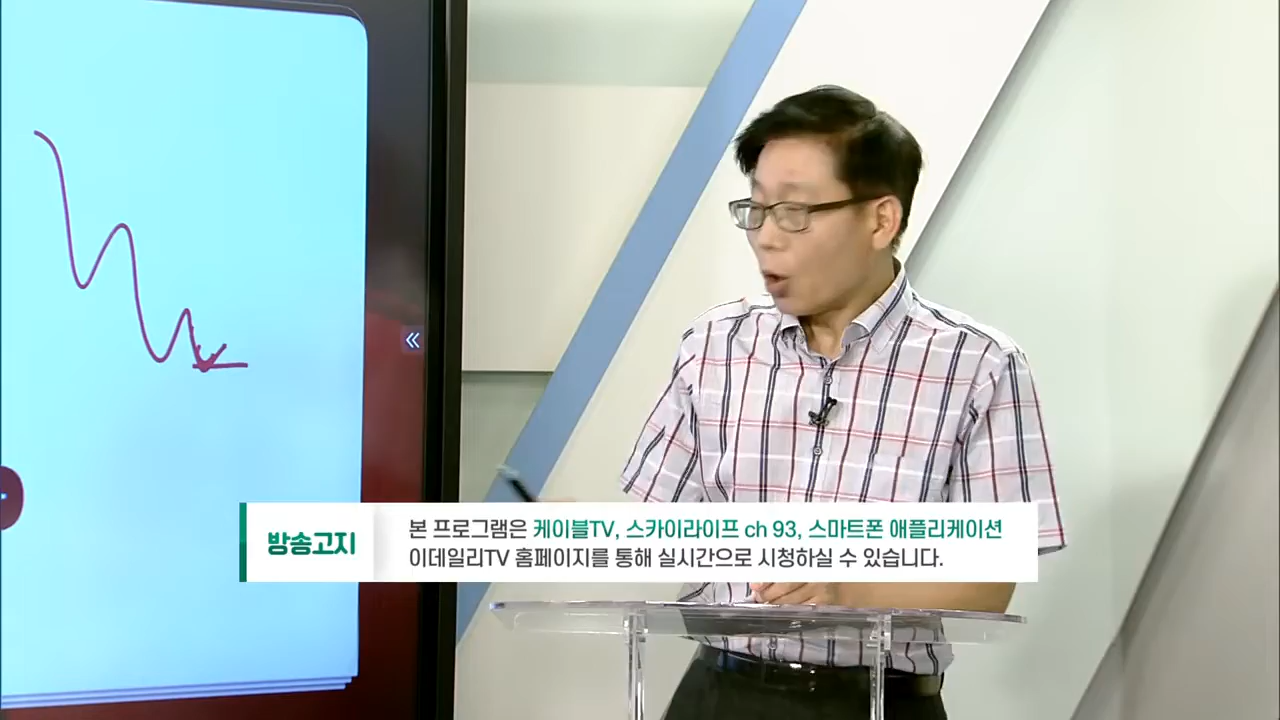 방송고지
본 프로그램은 케이블TV, 스카이라이프 ch 93, 스마트폰 애플리케이션
이데일리TV 홈페이지를 통해 실시간으로 시청하실 수 있습니다.